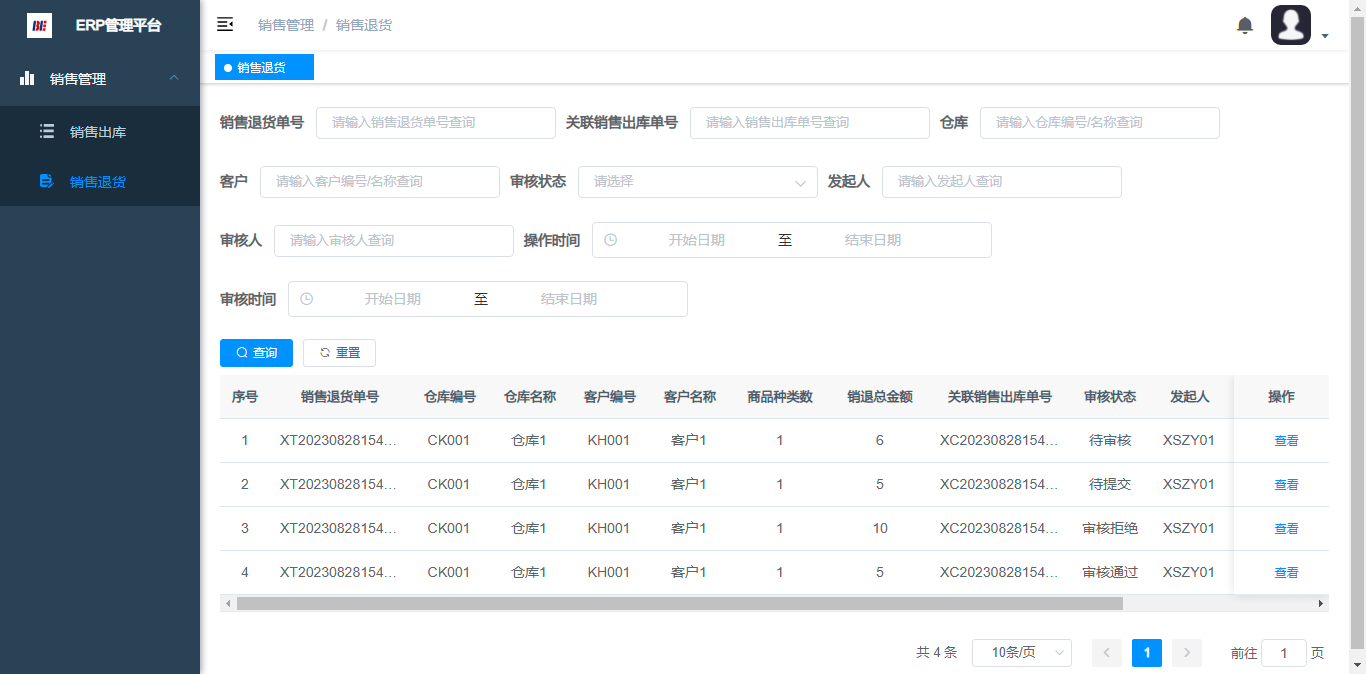 ERP管理平台
销售管理
销售出库
销售退货
销售管理 / 销售退货
销售退货
销售退货单号 请输入销售退货单号查询 关联销售出库单号 请输入销售出库单号查询 仓库 请输入仓库编号/名称查询
客户 请输入客户编号/名称查询 审核状态 请选择 发起人 请输入发起人查询
审核人 请输入审核人查询 操作时间 开始日期 至 结束日期
审核时间 开始日期 至 结束日期
查询 重置
序号 销售退货单号 仓库编号 仓库名称 客户编号 客户名称 商品种类数 销退总金额 关联销售出库单号 审核状态 发起人 操作
1 XT20230828154... CK001 仓库1 KH001 客户1 1 6 XC20230828154... 待审核 XSZY01 查看
2 XT20230828154... CK001 仓库1 KH001 客户1 1 5 XC20230828154... 待提交 XSZY01 查看
3 XT20230828154... CK001 仓库1 KH001 客户1 1 10 XC20230828154... 审核拒绝 XSZY01 查看
4 XT20230828154... CK001 仓库1 KH001 客户1 1 5 XC20230828154... 审核通过 XSZY01 查看
共 4 条 10条/页 1 前往 1 页